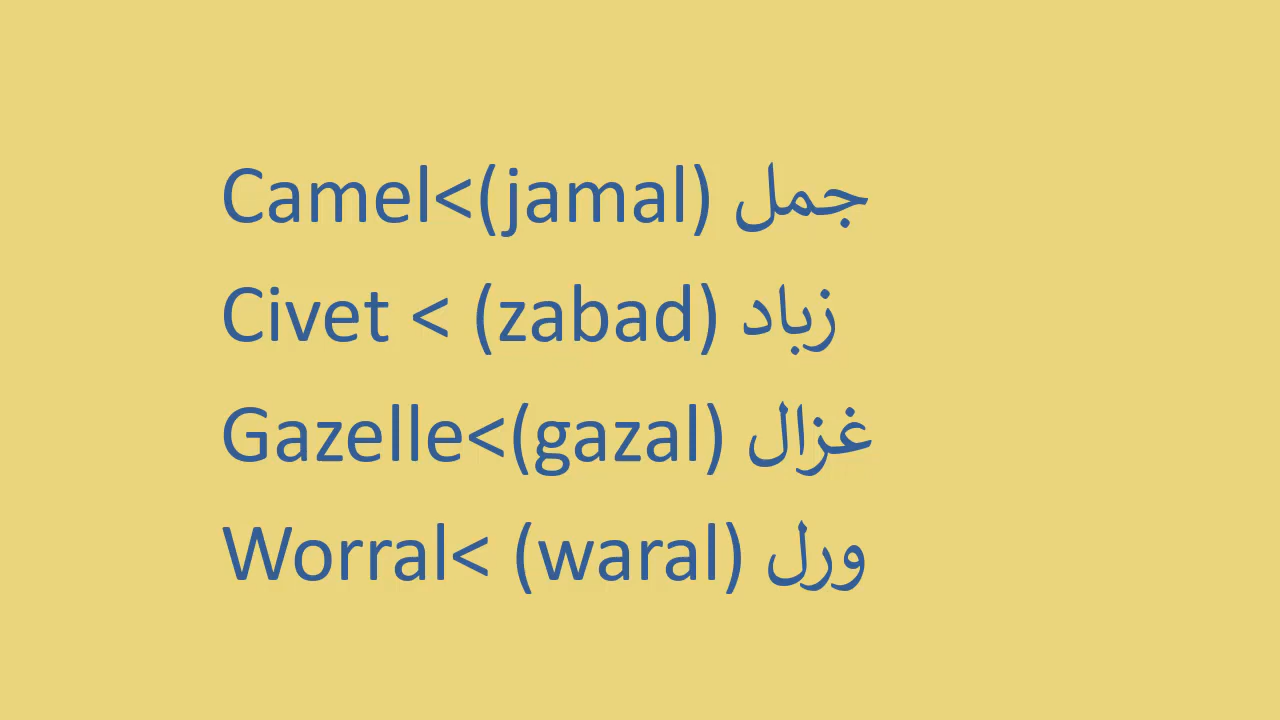 Camel<(jamal) جمل
Civet < (zabad) زباد
Gazelle<(gazal) غزال
Worral< (waral) ورل